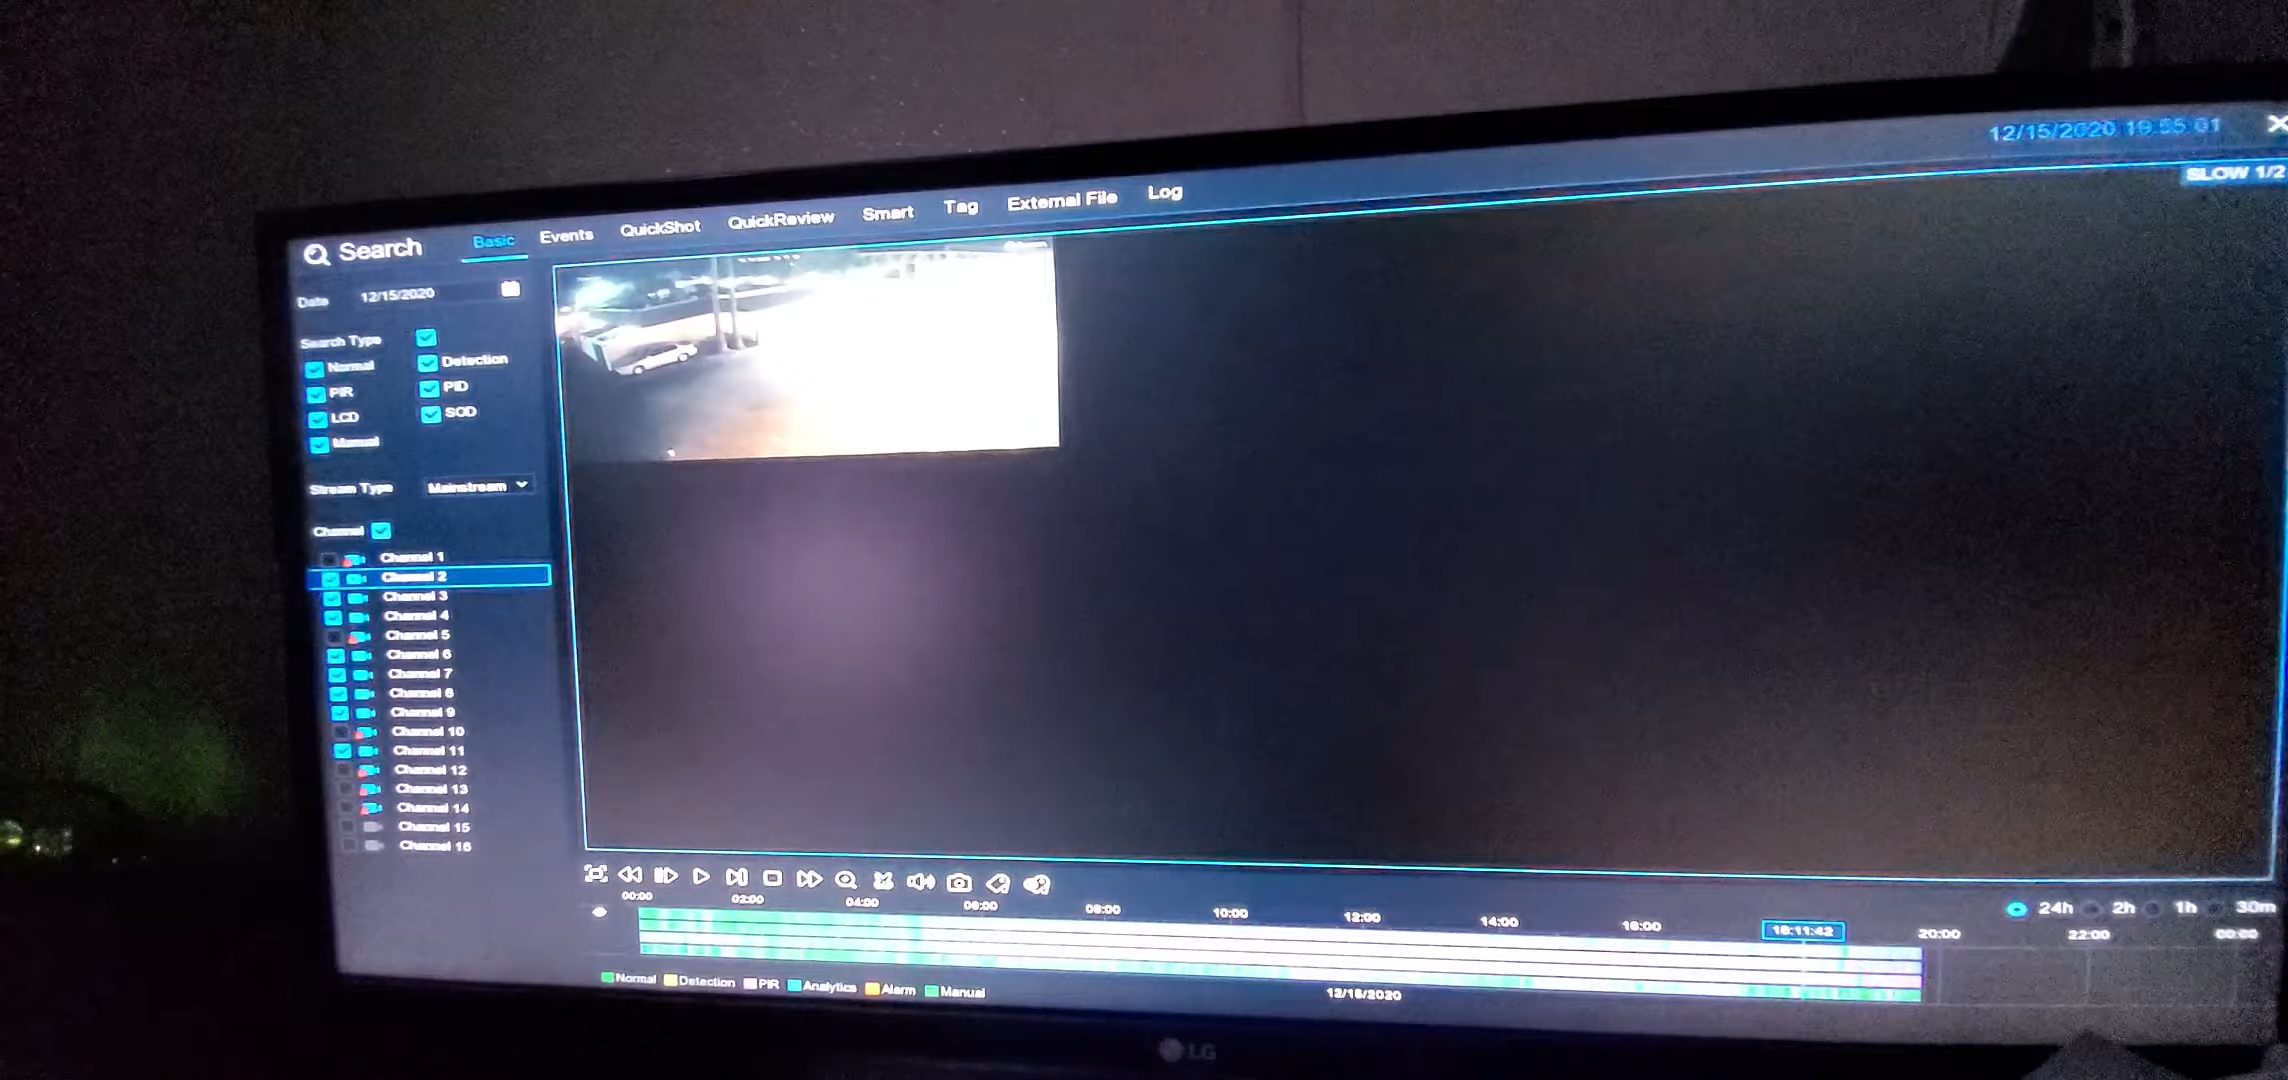 12/15/2020 19:55:01
SLOW 1/2
Search
Basic Events QuickShot QuickReview Smart Tag External File Log
Date 12/15/2020
Search Type
Normal Detection
PIR PID
LCD SOD
Manual
Stream Type Mainstream
Channel
Channel 1
Channel 2
Channel 3
Channel 4
Channel 5
Channel 6
Channel 7
Channel 8
Channel 9
Channel 10
Channel 11
Channel 12
Channel 13
Channel 14
Channel 15
Channel 16
24h 2h 1h 30m
00:00 02:00 04:00 06:00 08:00 10:00 12:00 14:00 16:00 18:11:42 20:00 22:00 00:00
Normal Detection PIR Analytics Alarm Manual
12/15/2020
LG